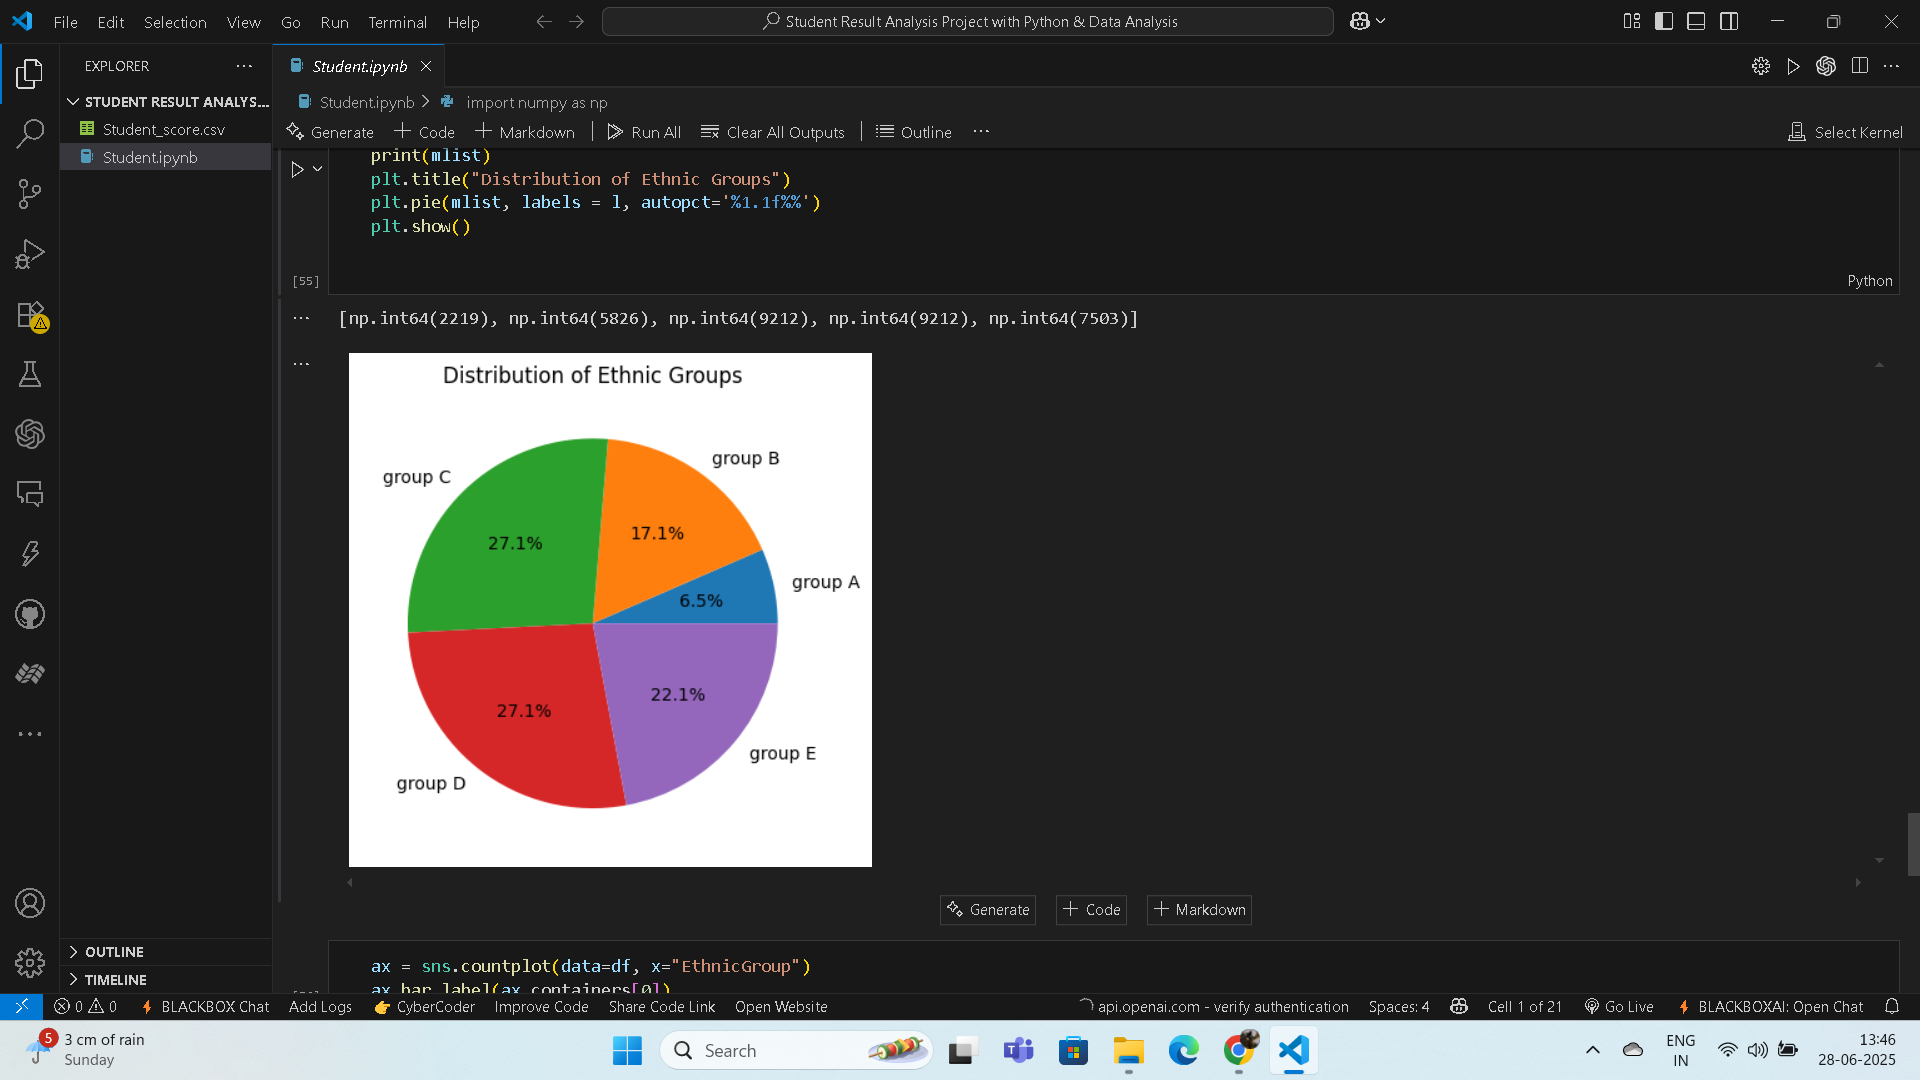 File Edit Selection View Go Run Terminal Help
Student Result Analysis Project with Python & Data Analysis
EXPLORER
Student.ipynb
STUDENT RESULT ANALYS...
Student_score.csv
Student.ipynb
Student.ipynb > import numpy as np
Generate + Code + Markdown Run All Clear All Outputs Outline ...
Select Kernel
print(mlist)
plt.title("Distribution of Ethnic Groups")
plt.pie(mlist, labels = l, autopct='%1.1f%%')
plt.show()
[55]
Python
[np.int64(2219), np.int64(5826), np.int64(9212), np.int64(9212), np.int64(7503)]
Distribution of Ethnic Groups
group B
group C
17.1%
27.1%
group A
6.5%
22.1%
27.1%
group E
group D
Generate + Code + Markdown
ax = sns.countplot(data=df, x="EthnicGroup")
ax.bar_label(ax.containers[0])
OUTLINE
TIMELINE
0 0 BLACKBOX Chat Add Logs CyberCoder Improve Code Share Code Link Open Website
api.openai.com - verify authentication Spaces: 4 Cell 1 of 21 Go Live BLACKBOXAI: Open Chat
5
3 cm of rain
Sunday
Search
ENG
IN
13:46
28-06-2025